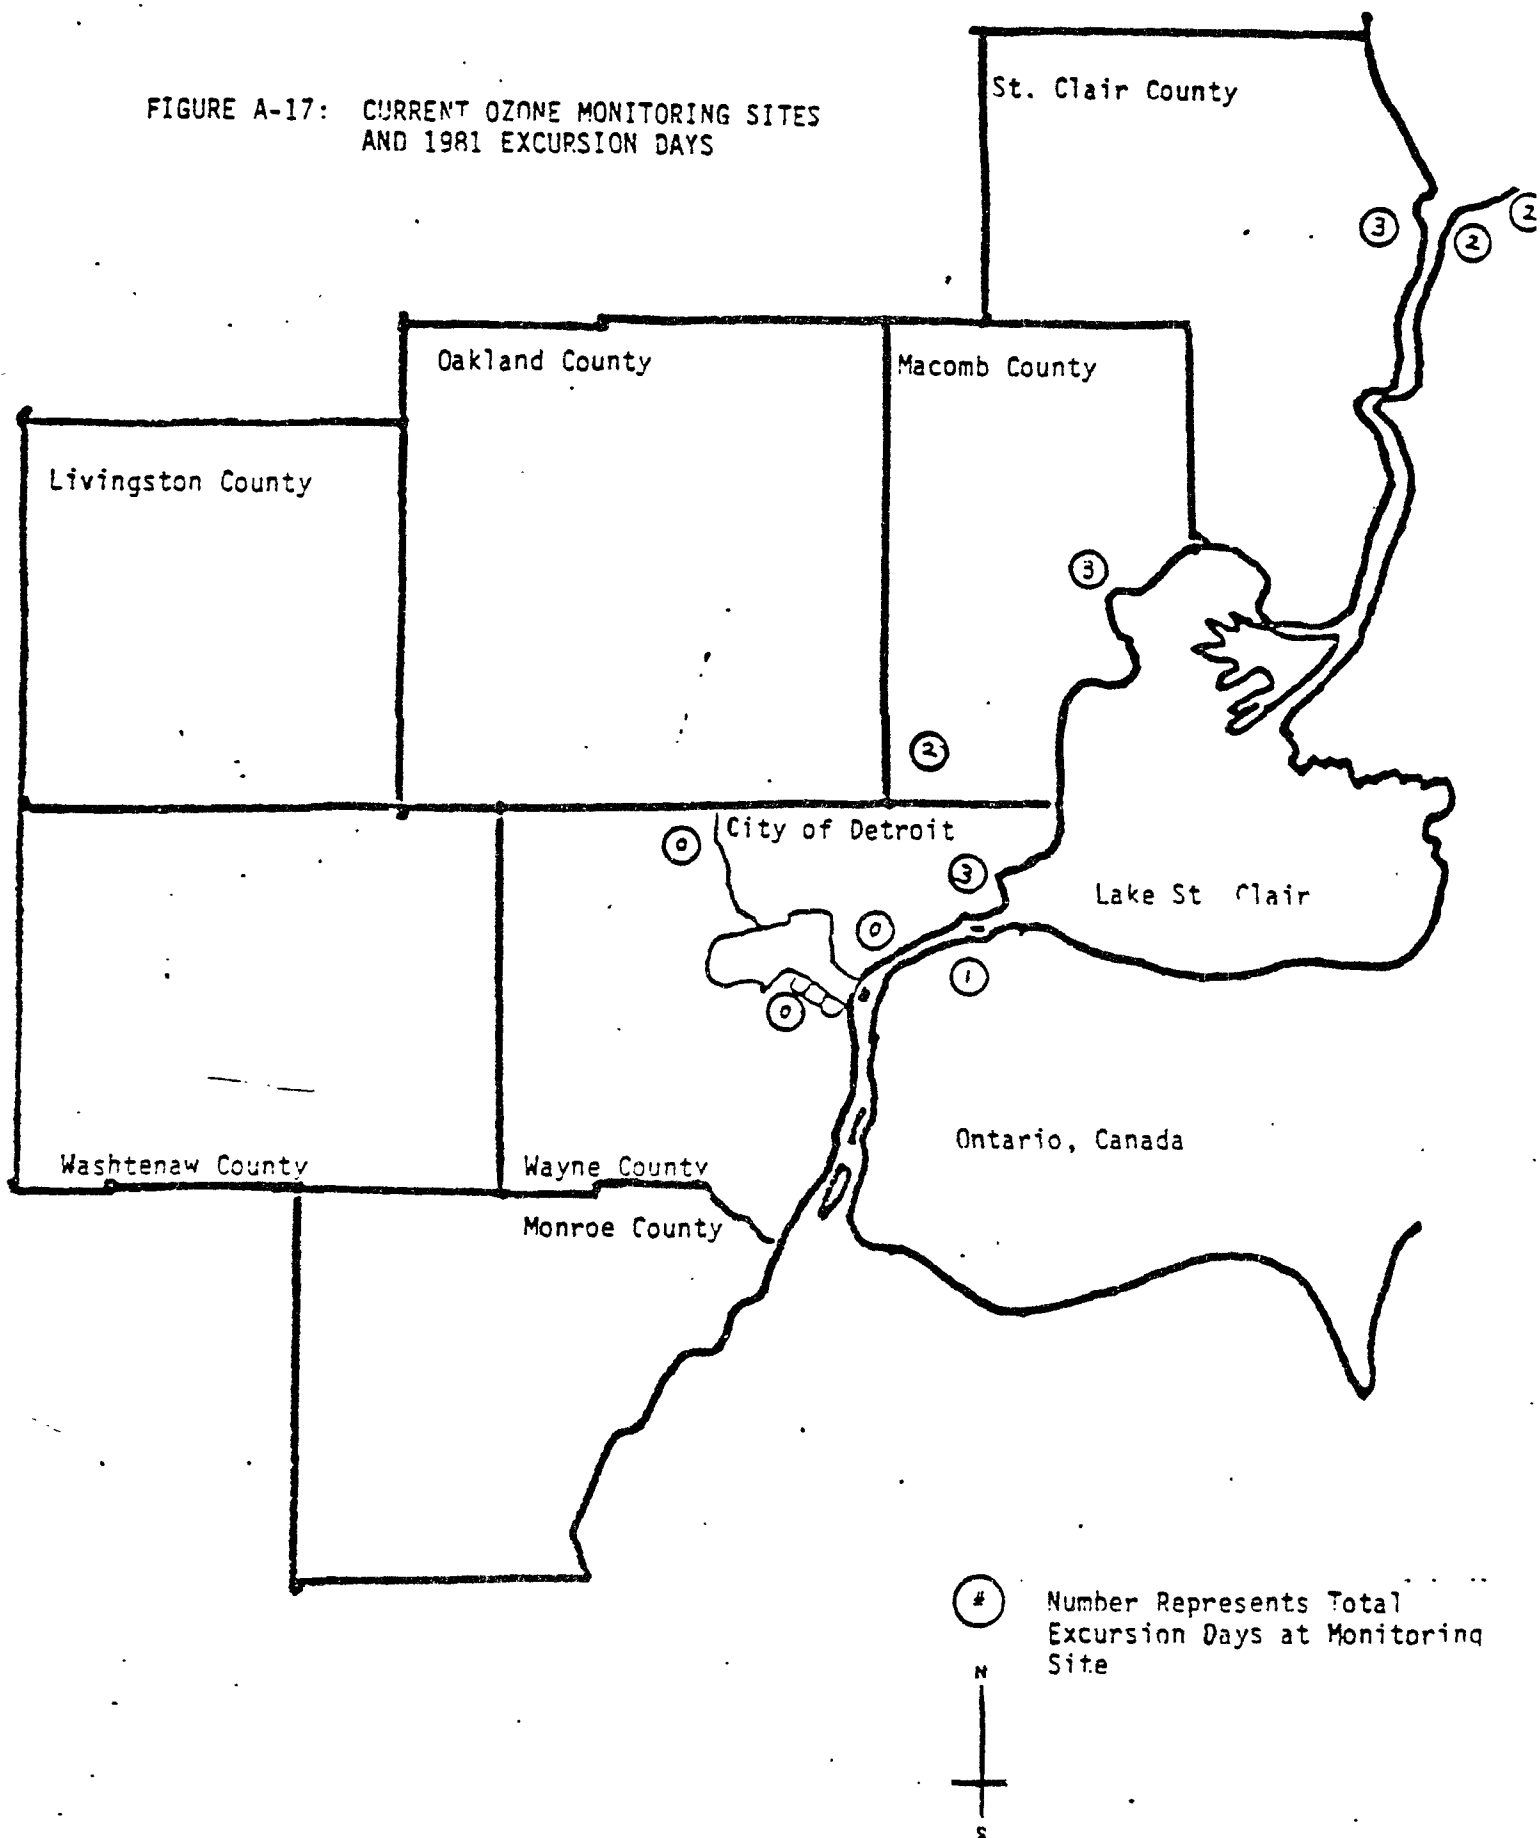 FIGURE A-17: CURRENT OZONE MONITORING SITES
AND 1981 EXCURSION DAYS
St. Clair County
3
2
2
Oakland County
Macomb County
Livingston County
3
2
City of Detroit
0
3
Lake St Clair
0
1
0
Ontario, Canada
Washtenaw County
Wayne County
Monroe County
# Number Represents Total
Excursion Days at Monitoring
Site
N
S